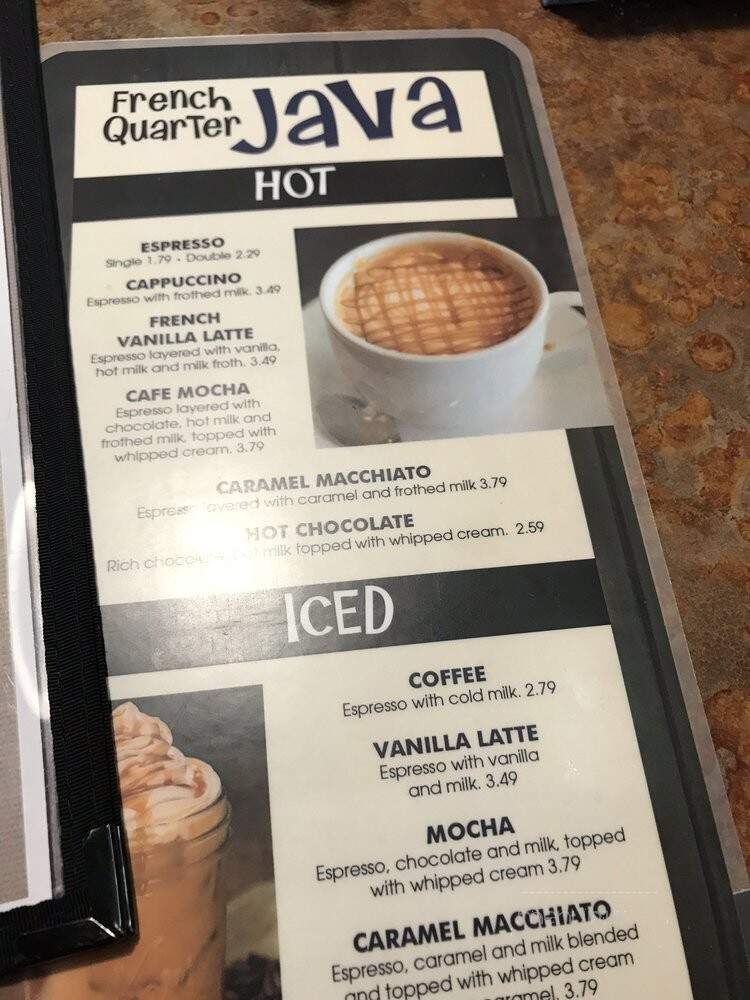 French
Quarter Java
HOT
ESPRESSO
Single 1.79 • Double 2.29
CAPPUCCINO
Espresso with frothed milk. 3.49
FRENCH
VANILLA LATTE
Espresso layered with vanilla,
hot milk and milk froth. 3.49
CAFE MOCHA
Espresso layered with
chocolate, hot milk and
frothed milk, topped with
whipped cream. 3.79
CARAMEL MACCHIATO
Espresso layered with caramel and frothed milk 3.79
HOT CHOCOLATE
Rich milk topped with whipped cream. 2.59
ICED
COFFEE
Espresso with cold milk. 2.79
VANILLA LATTE
Espresso with vanilla
and milk. 3.49
MOCHA
Espresso, chocolate and milk, topped
with whipped cream 3.79
CARAMEL MACCHIATO
Espresso, caramel and milk blended
and topped with whipped cream
caramel. 3.79